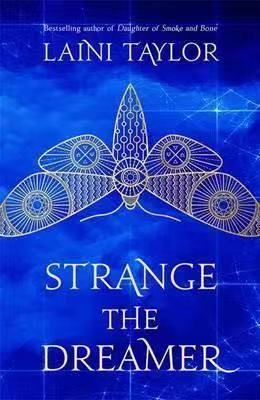 Bestselling author of Daughter of Smoke and Bone
LAINI TAYLOR
STRANGE
THE
DREAMER